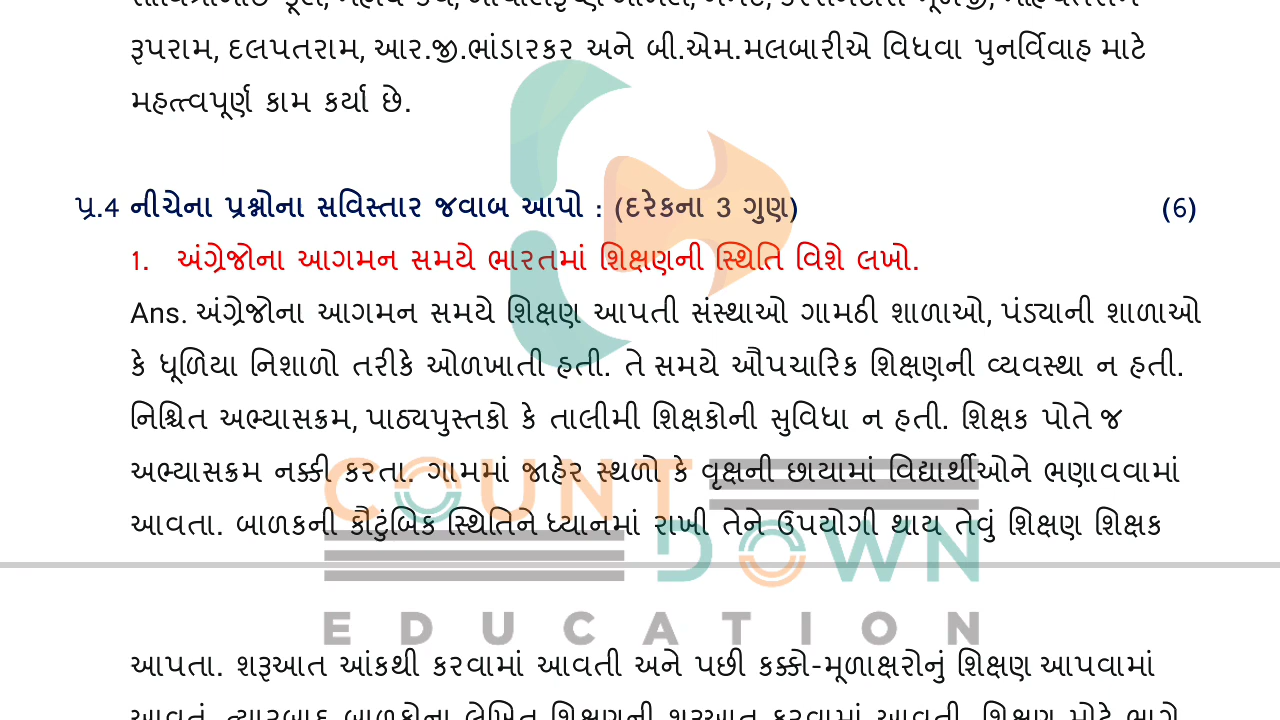 રૂપરામ, દલપતરામ, આર.જી.ભાંડારકર અને બી.એમ.મલબારીએ વિધવા પુનર્વિવાહ માટે
મહત્ત્વપૂર્ણ કામ કર્યા છે.
પ્ર.4 નીચેના પ્રશ્નોના સવિસ્તાર જવાબ આપો : (દરેકના 3 ગુણ) (6)
1. અંગ્રેજોના આગમન સમયે ભારતમાં શિક્ષણની સ્થિતિ વિશે લખો.
Ans. અંગ્રેજોના આગમન સમયે શિક્ષણ આપતી સંસ્થાઓ ગામઠી શાળાઓ, પંડ્યાની શાળાઓ
કે ધૂળિયા નિશાળો તરીકે ઓળખાતી હતી. તે સમયે ઔપચારિક શિક્ષણની વ્યવસ્થા ન હતી.
નિશ્ચિત અભ્યાસક્રમ, પાઠ્યપુસ્તકો કે તાલીમી શિક્ષકોની સુવિધા ન હતી. શિક્ષક પોતે જ
અભ્યાસક્રમ નક્કી કરતા. ગામમાં જાહેર સ્થળો કે વૃક્ષની છાયામાં વિદ્યાર્થીઓને ભણાવવામાં
આવતા. બાળકની કૌટુંબિક સ્થિતિને ધ્યાનમાં રાખી તેને ઉપયોગી થાય તેવું શિક્ષણ શિક્ષક
COUNT
DOWN
EDUCATION
આપતા. શરૂઆત આંકથી કરવામાં આવતી અને પછી કક્કો-મૂળાક્ષરોનું શિક્ષણ આપવામાં